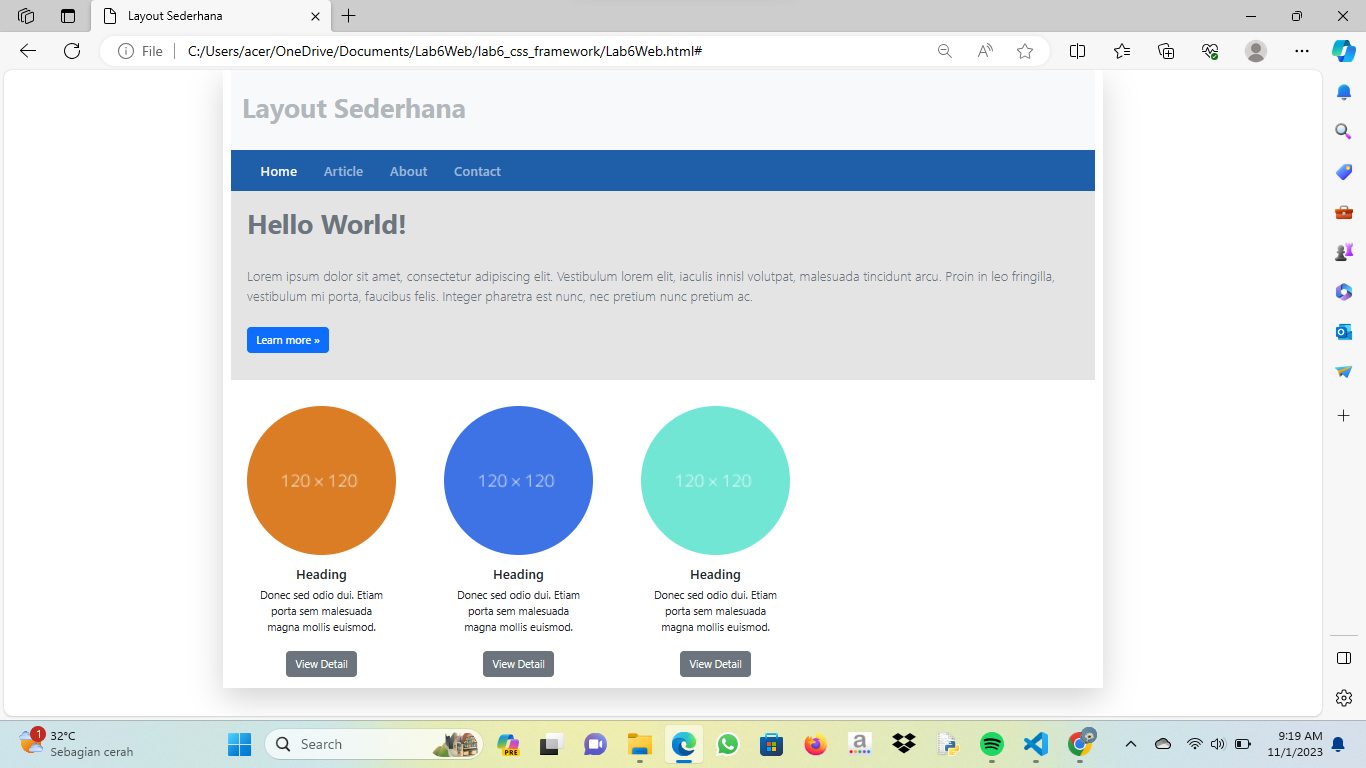 Layout Sederhana
File
C:/Users/acer/OneDrive/Documents/Lab6Web/lab6_css_framework/Lab6Web.html#
Layout Sederhana
Home Article About Contact
Hello World!
Lorem ipsum dolor sit amet, consectetur adipiscing elit. Vestibulum lorem elit, iaculis innisl volutpat, malesuada tincidunt arcu. Proin in leo fringilla,
vestibulum mi porta, faucibus felis. Integer pharetra est nunc, nec pretium nunc pretium ac.
Learn more »
120 × 120 120 × 120 120 × 120
Heading Heading Heading
Donec sed odio dui. Etiam Donec sed odio dui. Etiam Donec sed odio dui. Etiam
porta sem malesuada porta sem malesuada porta sem malesuada
magna mollis euismod. magna mollis euismod. magna mollis euismod.
View Detail View Detail View Detail
1
32°C
Sebagian cerah
Search
PRE
a
9:19 AM
11/1/2023